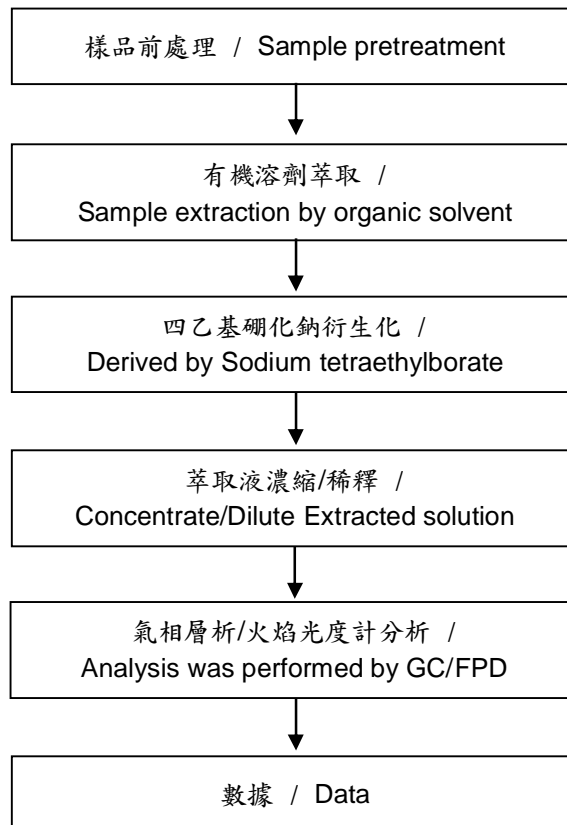 樣品前處理 / Sample pretreatment
有機溶劑萃取 /
Sample extraction by organic solvent
四乙基硼化鈉衍生化 /
Derived by Sodium tetraethylborate
萃取液濃縮/稀釋 /
Concentrate/Dilute Extracted solution
氣相層析/火焰光度計分析 /
Analysis was performed by GC/FPD
數據 / Data